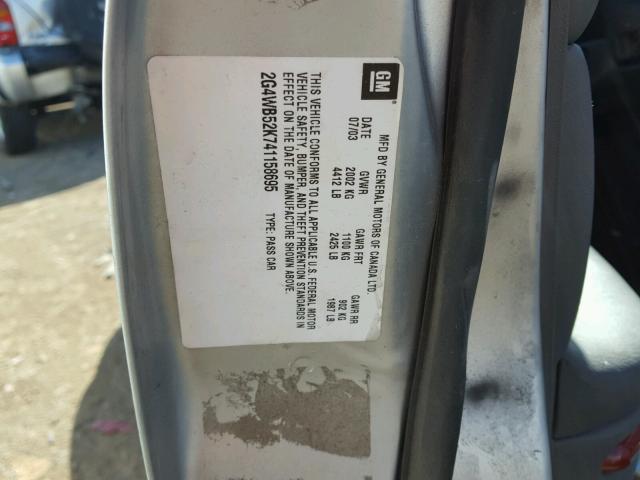 GM
MFD BY GENERAL MOTORS OF CANADA LTD.
DATE GVWR GAWR FRT GAWR RR
07/03 2002 KG 1100 KG 902 KG
4412 LB 2425 LB 1987 LB
THIS VEHICLE CONFORMS TO ALL APPLICABLE U.S. FEDERAL MOTOR
VEHICLE SAFETY, BUMPER, AND THEFT PREVENTION STANDARDS IN
EFFECT ON THE DATE OF MANUFACTURE SHOWN ABOVE.
2G4WB52K741158695 TYPE: PASS CAR